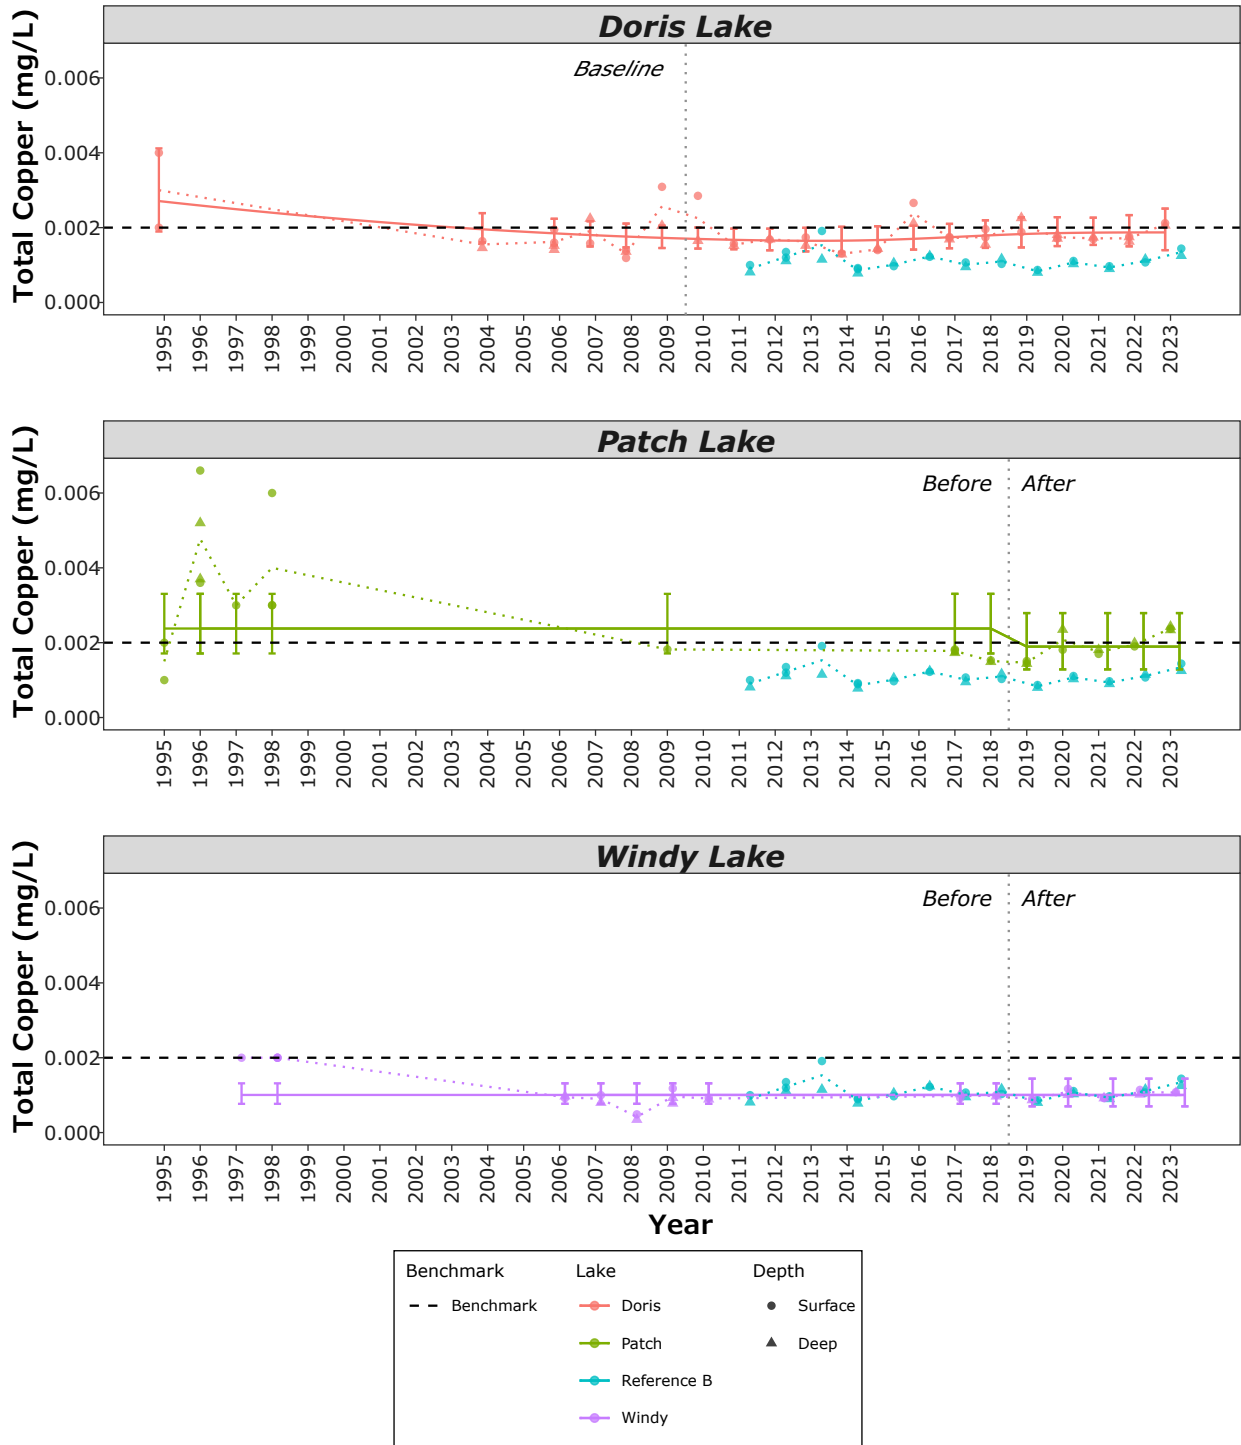 Doris Lake
Total Copper (mg/L)
Baseline
0.006
0.004
0.002
0.000
1995 1996 1997 1998 1999 2000 2001 2002 2003 2004 2005 2006 2007 2008 2009 2010 2011 2012 2013 2014 2015 2016 2017 2018 2019 2020 2021 2022 2023
Patch Lake
Total Copper (mg/L)
Before After
0.006
0.004
0.002
0.000
1995 1996 1997 1998 1999 2000 2001 2002 2003 2004 2005 2006 2007 2008 2009 2010 2011 2012 2013 2014 2015 2016 2017 2018 2019 2020 2021 2022 2023
Windy Lake
Total Copper (mg/L)
Before After
0.006
0.004
0.002
0.000
1995 1996 1997 1998 1999 2000 2001 2002 2003 2004 2005 2006 2007 2008 2009 2010 2011 2012 2013 2014 2015 2016 2017 2018 2019 2020 2021 2022 2023
Year
Benchmark Lake Depth
Benchmark Doris Surface
Patch Deep
Reference B
Windy